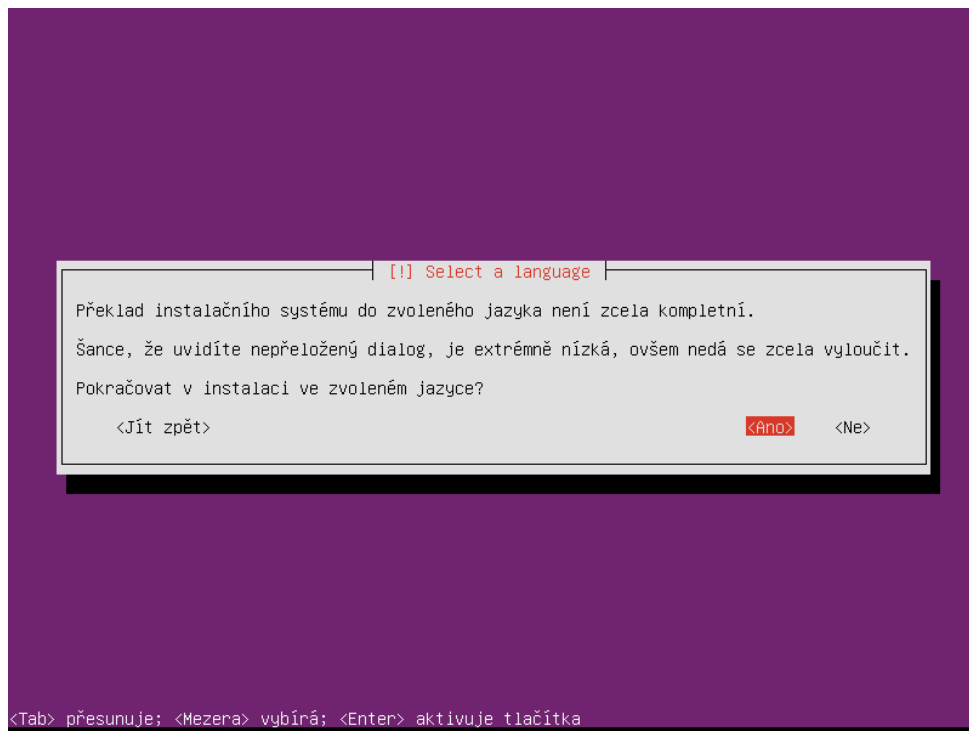 [!] Select a language
Překlad instalačního systému do zvoleného jazyka není zcela kompletní.
Šance, že uvidíte nepřeložený dialog, je extrémně nízká, ovšem nedá se zcela vyloučit.
Pokračovat v instalaci ve zvoleném jazyce?
<Jít zpět> <Ano> <Ne>
<Tab> přesunuje; <Mezera> vybírá; <Enter> aktivuje tlačítka